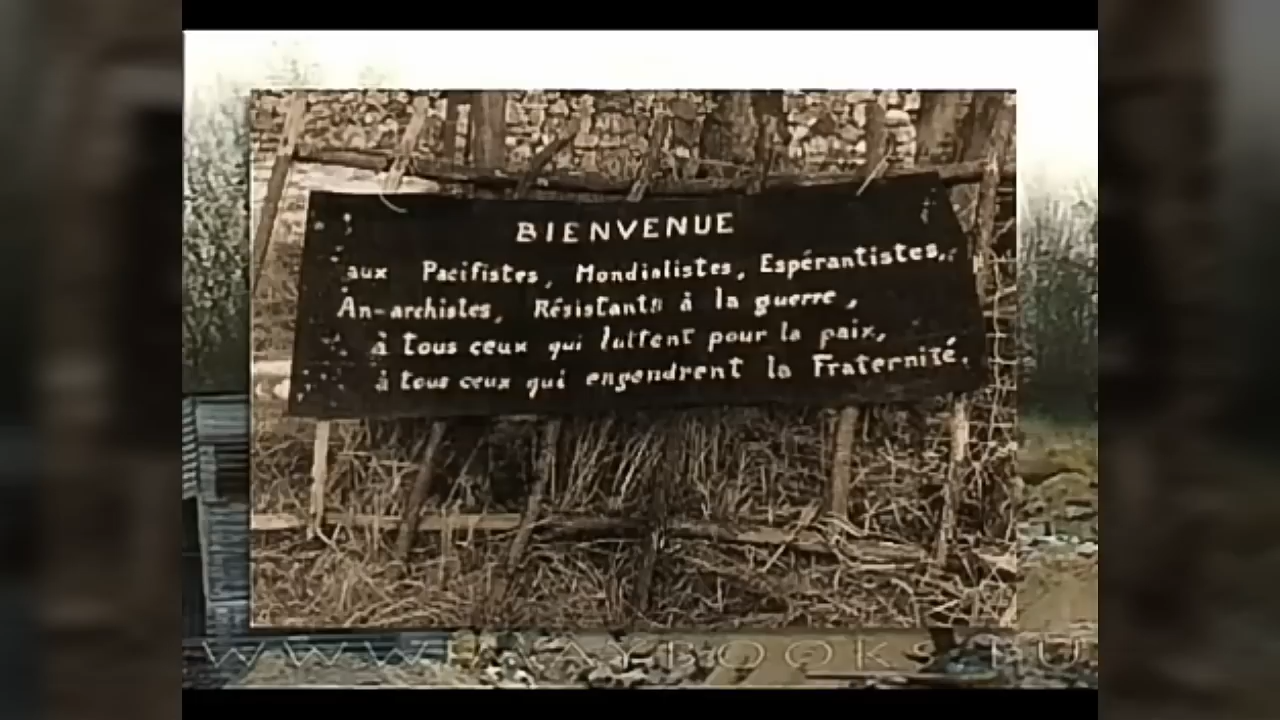 BIENVENUE
aux Pacifistes, Mondialistes, Espérantistes,
An-archistes, Résistants à la guerre,
à tous ceux qui luttent pour la paix,
à tous ceux qui engendrent la Fraternité.